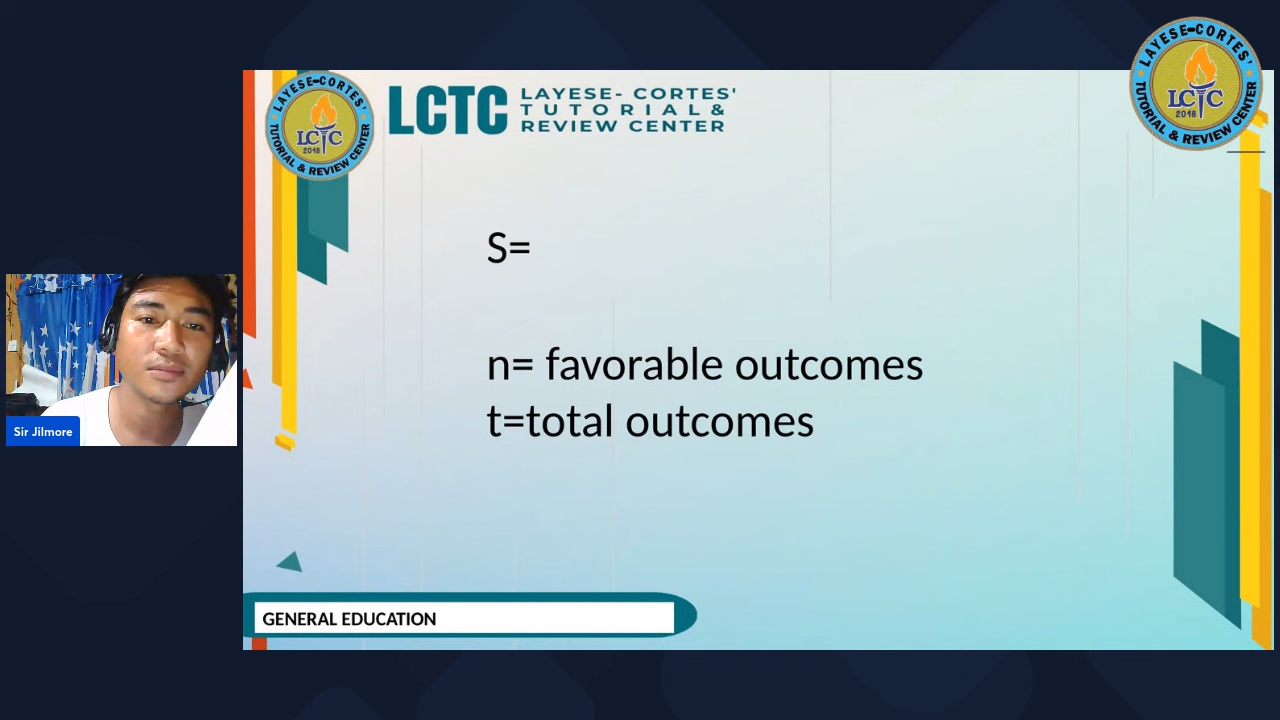 LAYESE-CORTES'
LCTC
2018
TUTORIAL & REVIEW CENTER
LCTC
LAYESE- CORTES'
TUTORIAL &
REVIEW CENTER
LAYESE-CORTES'
LCTC
2018
TUTORIAL & REVIEW CENTER
S=
n= favorable outcomes
t=total outcomes
Sir Jilmore
GENERAL EDUCATION